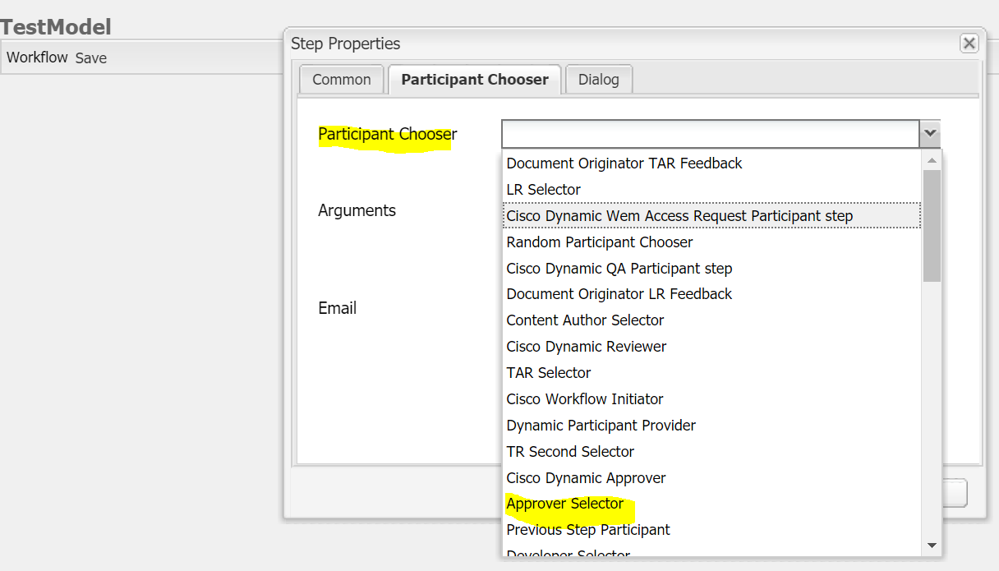 TestModel
Workflow Save
Step Properties
Common Participant Chooser Dialog
Participant Chooser
Document Originator TAR Feedback
LR Selector
Arguments
Cisco Dynamic Wem Access Request Participant step
Random Participant Chooser
Cisco Dynamic QA Participant step
Document Originator LR Feedback
Email
Content Author Selector
Cisco Dynamic Reviewer
TAR Selector
Cisco Workflow Initiator
Dynamic Participant Provider
TR Second Selector
Cisco Dynamic Approver
Approver Selector
Previous Step Participant
Developer Selector